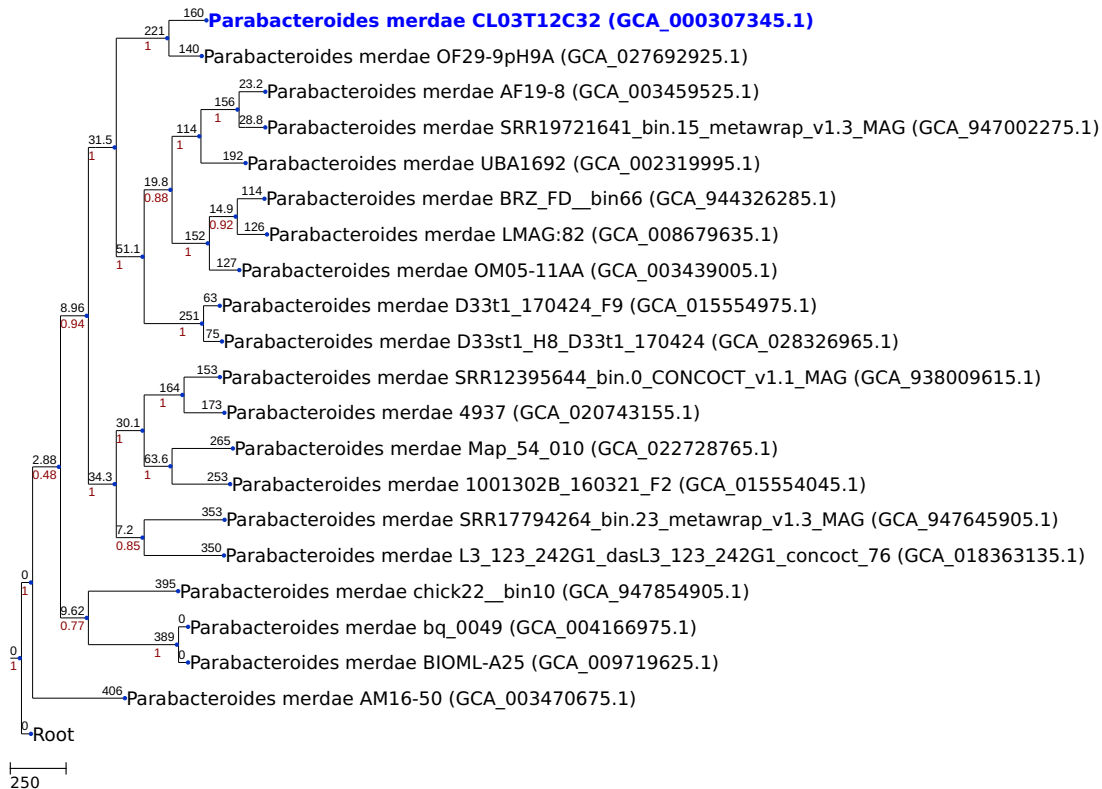 160
Parabacteroides merdae CL03T12C32 (GCA_000307345.1)
221
1
140
Parabacteroides merdae OF29-9pH9A (GCA_027692925.1)
23.2
Parabacteroides merdae AF19-8 (GCA_003459525.1)
156
1
28.8
Parabacteroides merdae SRR19721641_bin.15_metawrap_v1.3_MAG (GCA_947002275.1)
114
1
31.5
1
192
Parabacteroides merdae UBA1692 (GCA_002319995.1)
19.8
0.88
114
Parabacteroides merdae BRZ_FD__bin66 (GCA_944326285.1)
14.9
0.92
126
Parabacteroides merdae LMAG:82 (GCA_008679635.1)
152
1
51.1
1
127
Parabacteroides merdae OM05-11AA (GCA_003439005.1)
63
Parabacteroides merdae D33t1_170424_F9 (GCA_015554975.1)
8.96
0.94
251
1
75
Parabacteroides merdae D33st1_H8_D33t1_170424 (GCA_028326965.1)
153
Parabacteroides merdae SRR12395644_bin.0_CONCOCT_v1.1_MAG (GCA_938009615.1)
164
1
173
Parabacteroides merdae 4937 (GCA_020743155.1)
30.1
1
265
Parabacteroides merdae Map_54_010 (GCA_022728765.1)
2.88
0.48
63.6
1
34.3
1
253
Parabacteroides merdae 1001302B_160321_F2 (GCA_015554045.1)
353
Parabacteroides merdae SRR17794264_bin.23_metawrap_v1.3_MAG (GCA_947645905.1)
7.2
0.85
350
Parabacteroides merdae L3_123_242G1_dasL3_123_242G1_concoct_76 (GCA_018363135.1)
0
1
395
Parabacteroides merdae chick22__bin10 (GCA_947854905.1)
9.62
0.77
0
Parabacteroides merdae bq_0049 (GCA_004166975.1)
389
1
0
1
0
Parabacteroides merdae BIOML-A25 (GCA_009719625.1)
406
Parabacteroides merdae AM16-50 (GCA_003470675.1)
0
Root
250